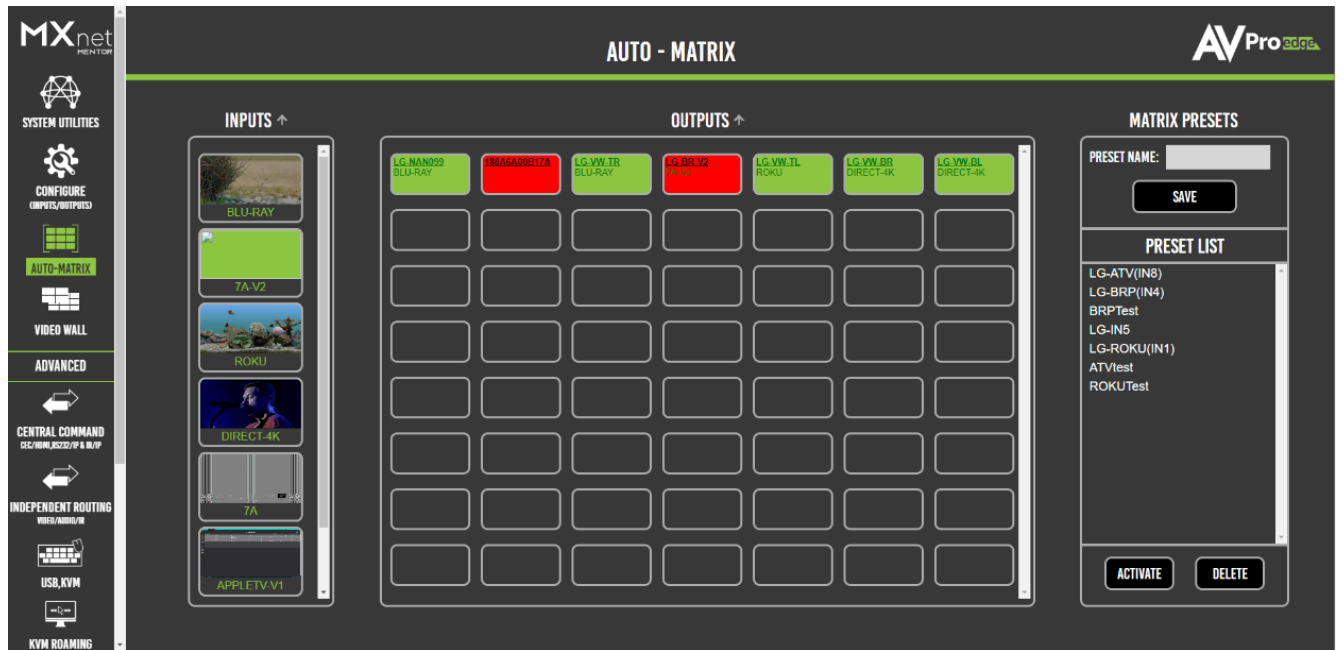 MXnet
MENTOR
SYSTEM UTILITIES
CONFIGURE
(INPUTS/OUTPUTS)
AUTO-MATRIX
VIDEO WALL
ADVANCED
CENTRAL COMMAND
CEC/HDMI,RS232/IP & IR/IP
INDEPENDENT ROUTING
VIDEO/AUDIO/IR
USB,KVM
KVM ROAMING
AUTO - MATRIX
AVPro edge
INPUTS ↑
BLU-RAY
7A-V2
ROKU
DIRECT-4K
7A
APPLETV-V1
OUTPUTS ↑
LG-NAN099
BLU-RAY
LG-VW-TR
BLU-RAY
LG-BR V2
7A-V2
LG-VW-TL
ROKU
LG-VW-BR
DIRECT-4K
LG-VW-BL
DIRECT-4K
MATRIX PRESETS
PRESET NAME:
SAVE
PRESET LIST
LG-ATV(IN8)
LG-BRP(IN4)
BRPTest
LG-IN5
LG-ROKU(IN1)
ATVtest
ROKUTest
ACTIVATE DELETE